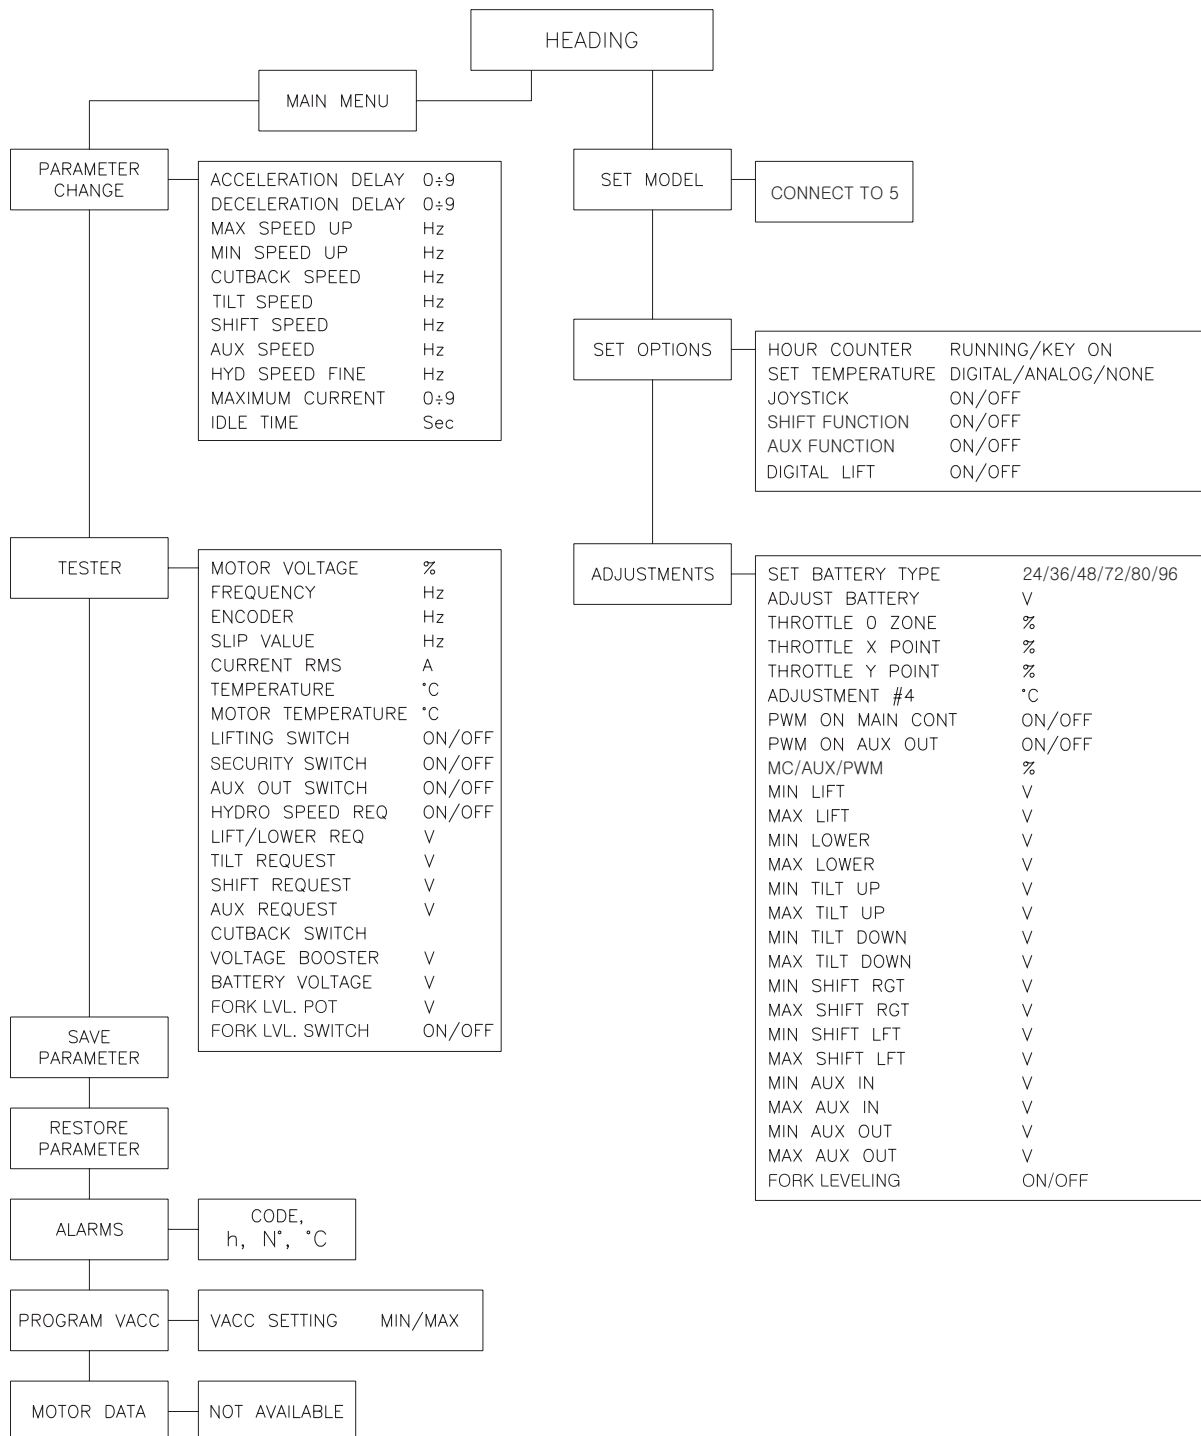 HEADING
MAIN MENU
PARAMETER
CHANGE
ACCELERATION DELAY 0÷9
DECELERATION DELAY 0÷9
MAX SPEED UP Hz
MIN SPEED UP Hz
CUTBACK SPEED Hz
TILT SPEED Hz
SHIFT SPEED Hz
AUX SPEED Hz
HYD SPEED FINE Hz
MAXIMUM CURRENT 0÷9
IDLE TIME Sec
TESTER
MOTOR VOLTAGE %
FREQUENCY Hz
ENCODER Hz
SLIP VALUE Hz
CURRENT RMS A
TEMPERATURE °C
MOTOR TEMPERATURE °C
LIFTING SWITCH ON/OFF
SECURITY SWITCH ON/OFF
AUX OUT SWITCH ON/OFF
HYDRO SPEED REQ ON/OFF
LIFT/LOWER REQ V
TILT REQUEST V
SHIFT REQUEST V
AUX REQUEST V
CUTBACK SWITCH
VOLTAGE BOOSTER V
BATTERY VOLTAGE V
FORK LVL. POT V
FORK LVL. SWITCH ON/OFF
SAVE
PARAMETER
RESTORE
PARAMETER
ALARMS
CODE,
h, N°, °C
PROGRAM VACC
VACC SETTING MIN/MAX
MOTOR DATA
NOT AVAILABLE
SET MODEL
CONNECT TO 5
SET OPTIONS
HOUR COUNTER RUNNING/KEY ON
SET TEMPERATURE DIGITAL/ANALOG/NONE
JOYSTICK ON/OFF
SHIFT FUNCTION ON/OFF
AUX FUNCTION ON/OFF
DIGITAL LIFT ON/OFF
ADJUSTMENTS
SET BATTERY TYPE 24/36/48/72/80/96
ADJUST BATTERY V
THROTTLE 0 ZONE %
THROTTLE X POINT %
THROTTLE Y POINT %
ADJUSTMENT #4 °C
PWM ON MAIN CONT ON/OFF
PWM ON AUX OUT ON/OFF
MC/AUX/PWM %
MIN LIFT V
MAX LIFT V
MIN LOWER V
MAX LOWER V
MIN TILT UP V
MAX TILT UP V
MIN TILT DOWN V
MAX TILT DOWN V
MIN SHIFT RGT V
MAX SHIFT RGT V
MIN SHIFT LFT V
MAX SHIFT LFT V
MIN AUX IN V
MAX AUX IN V
MIN AUX OUT V
MAX AUX OUT V
FORK LEVELING ON/OFF